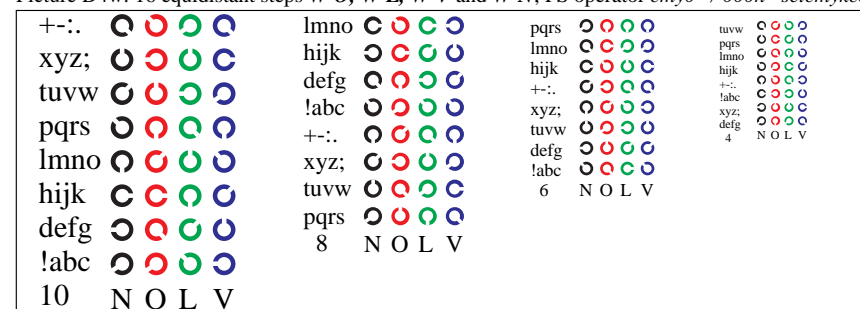 +-:.
xyz;
tuvw
pqrs
lmno
hijk
defg
!abc
10 N O L V
lmno
hijk
defg
!abc
+-:.
xyz;
tuvw
pqrs
8 N O L V
pqrs
lmno
hijk
+-:.
xyz;
tuvw
defg
!abc
6 N O L V
tuvw
pqrs
lmno
hijk
+-:.
!abc
xyz;
defg
4 N O L V